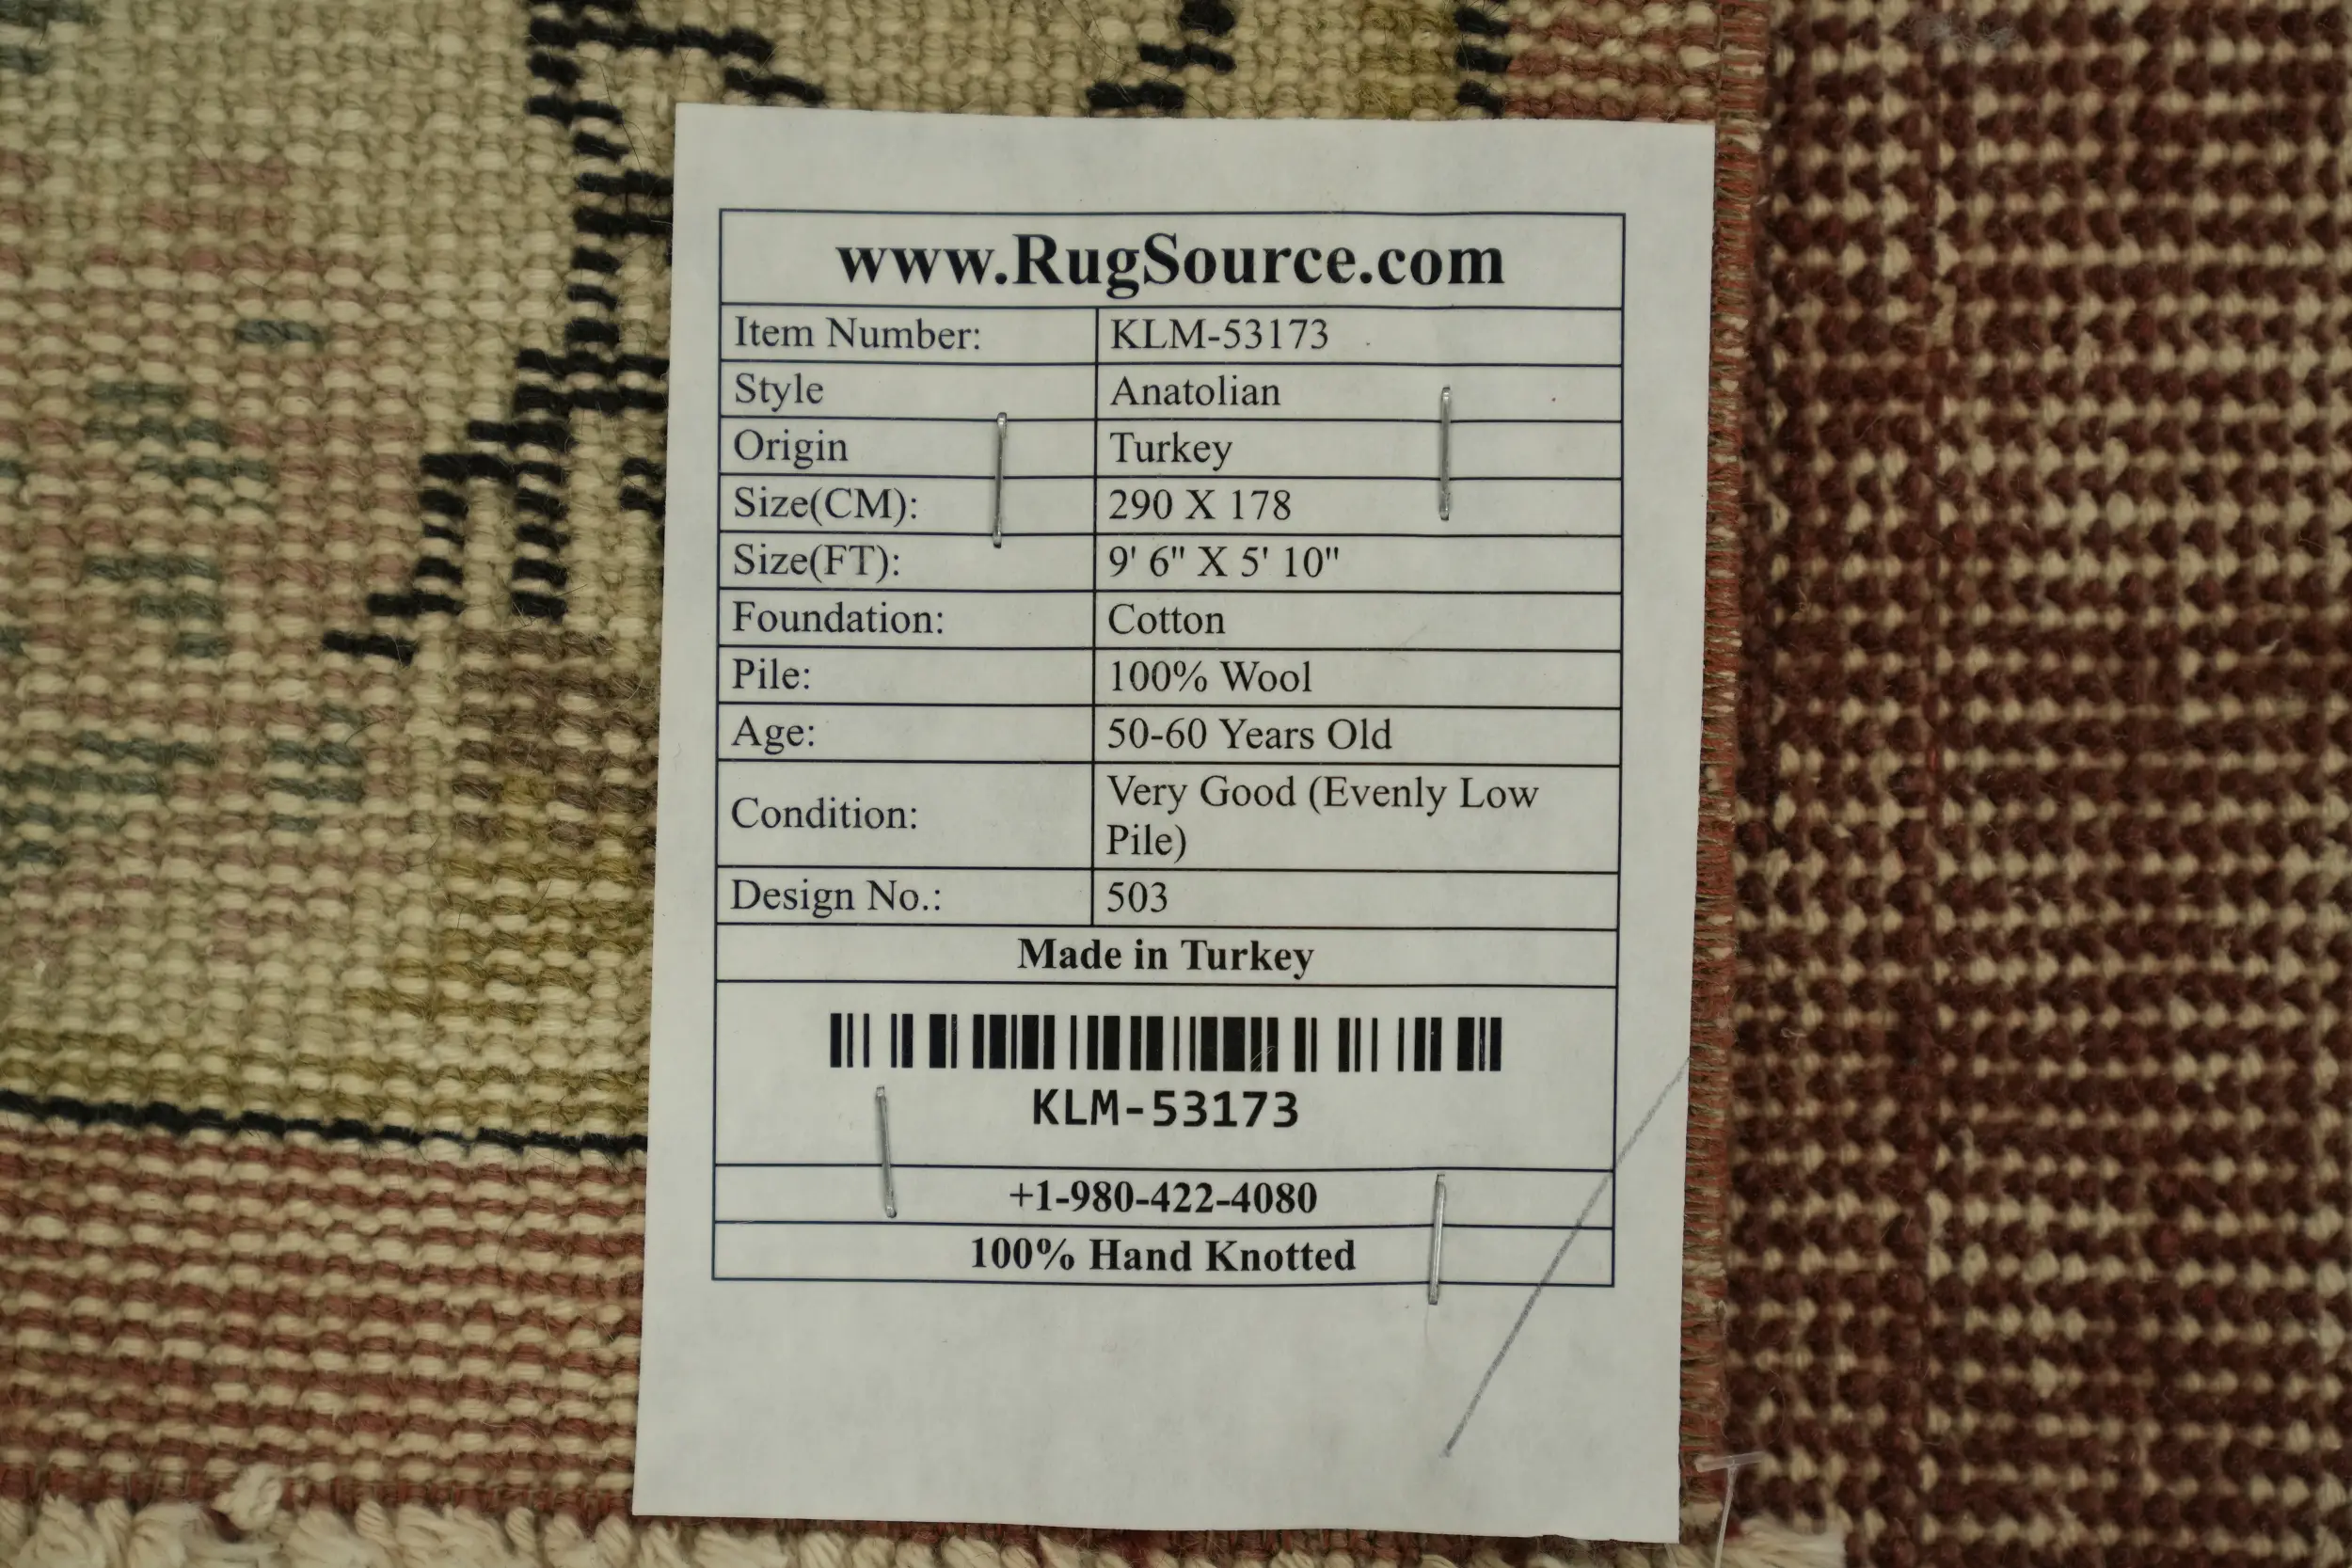 www.RugSource.com
Item Number: KLM-53173
Style Anatolian
Origin Turkey
Size(CM): 290 X 178
Size(FT): 9' 6" X 5' 10"
Foundation: Cotton
Pile: 100% Wool
Age: 50-60 Years Old
Condition: Very Good (Evenly Low
Pile)
Design No.: 503
Made in Turkey
KLM-53173
+1-980-422-4080
100% Hand Knotted